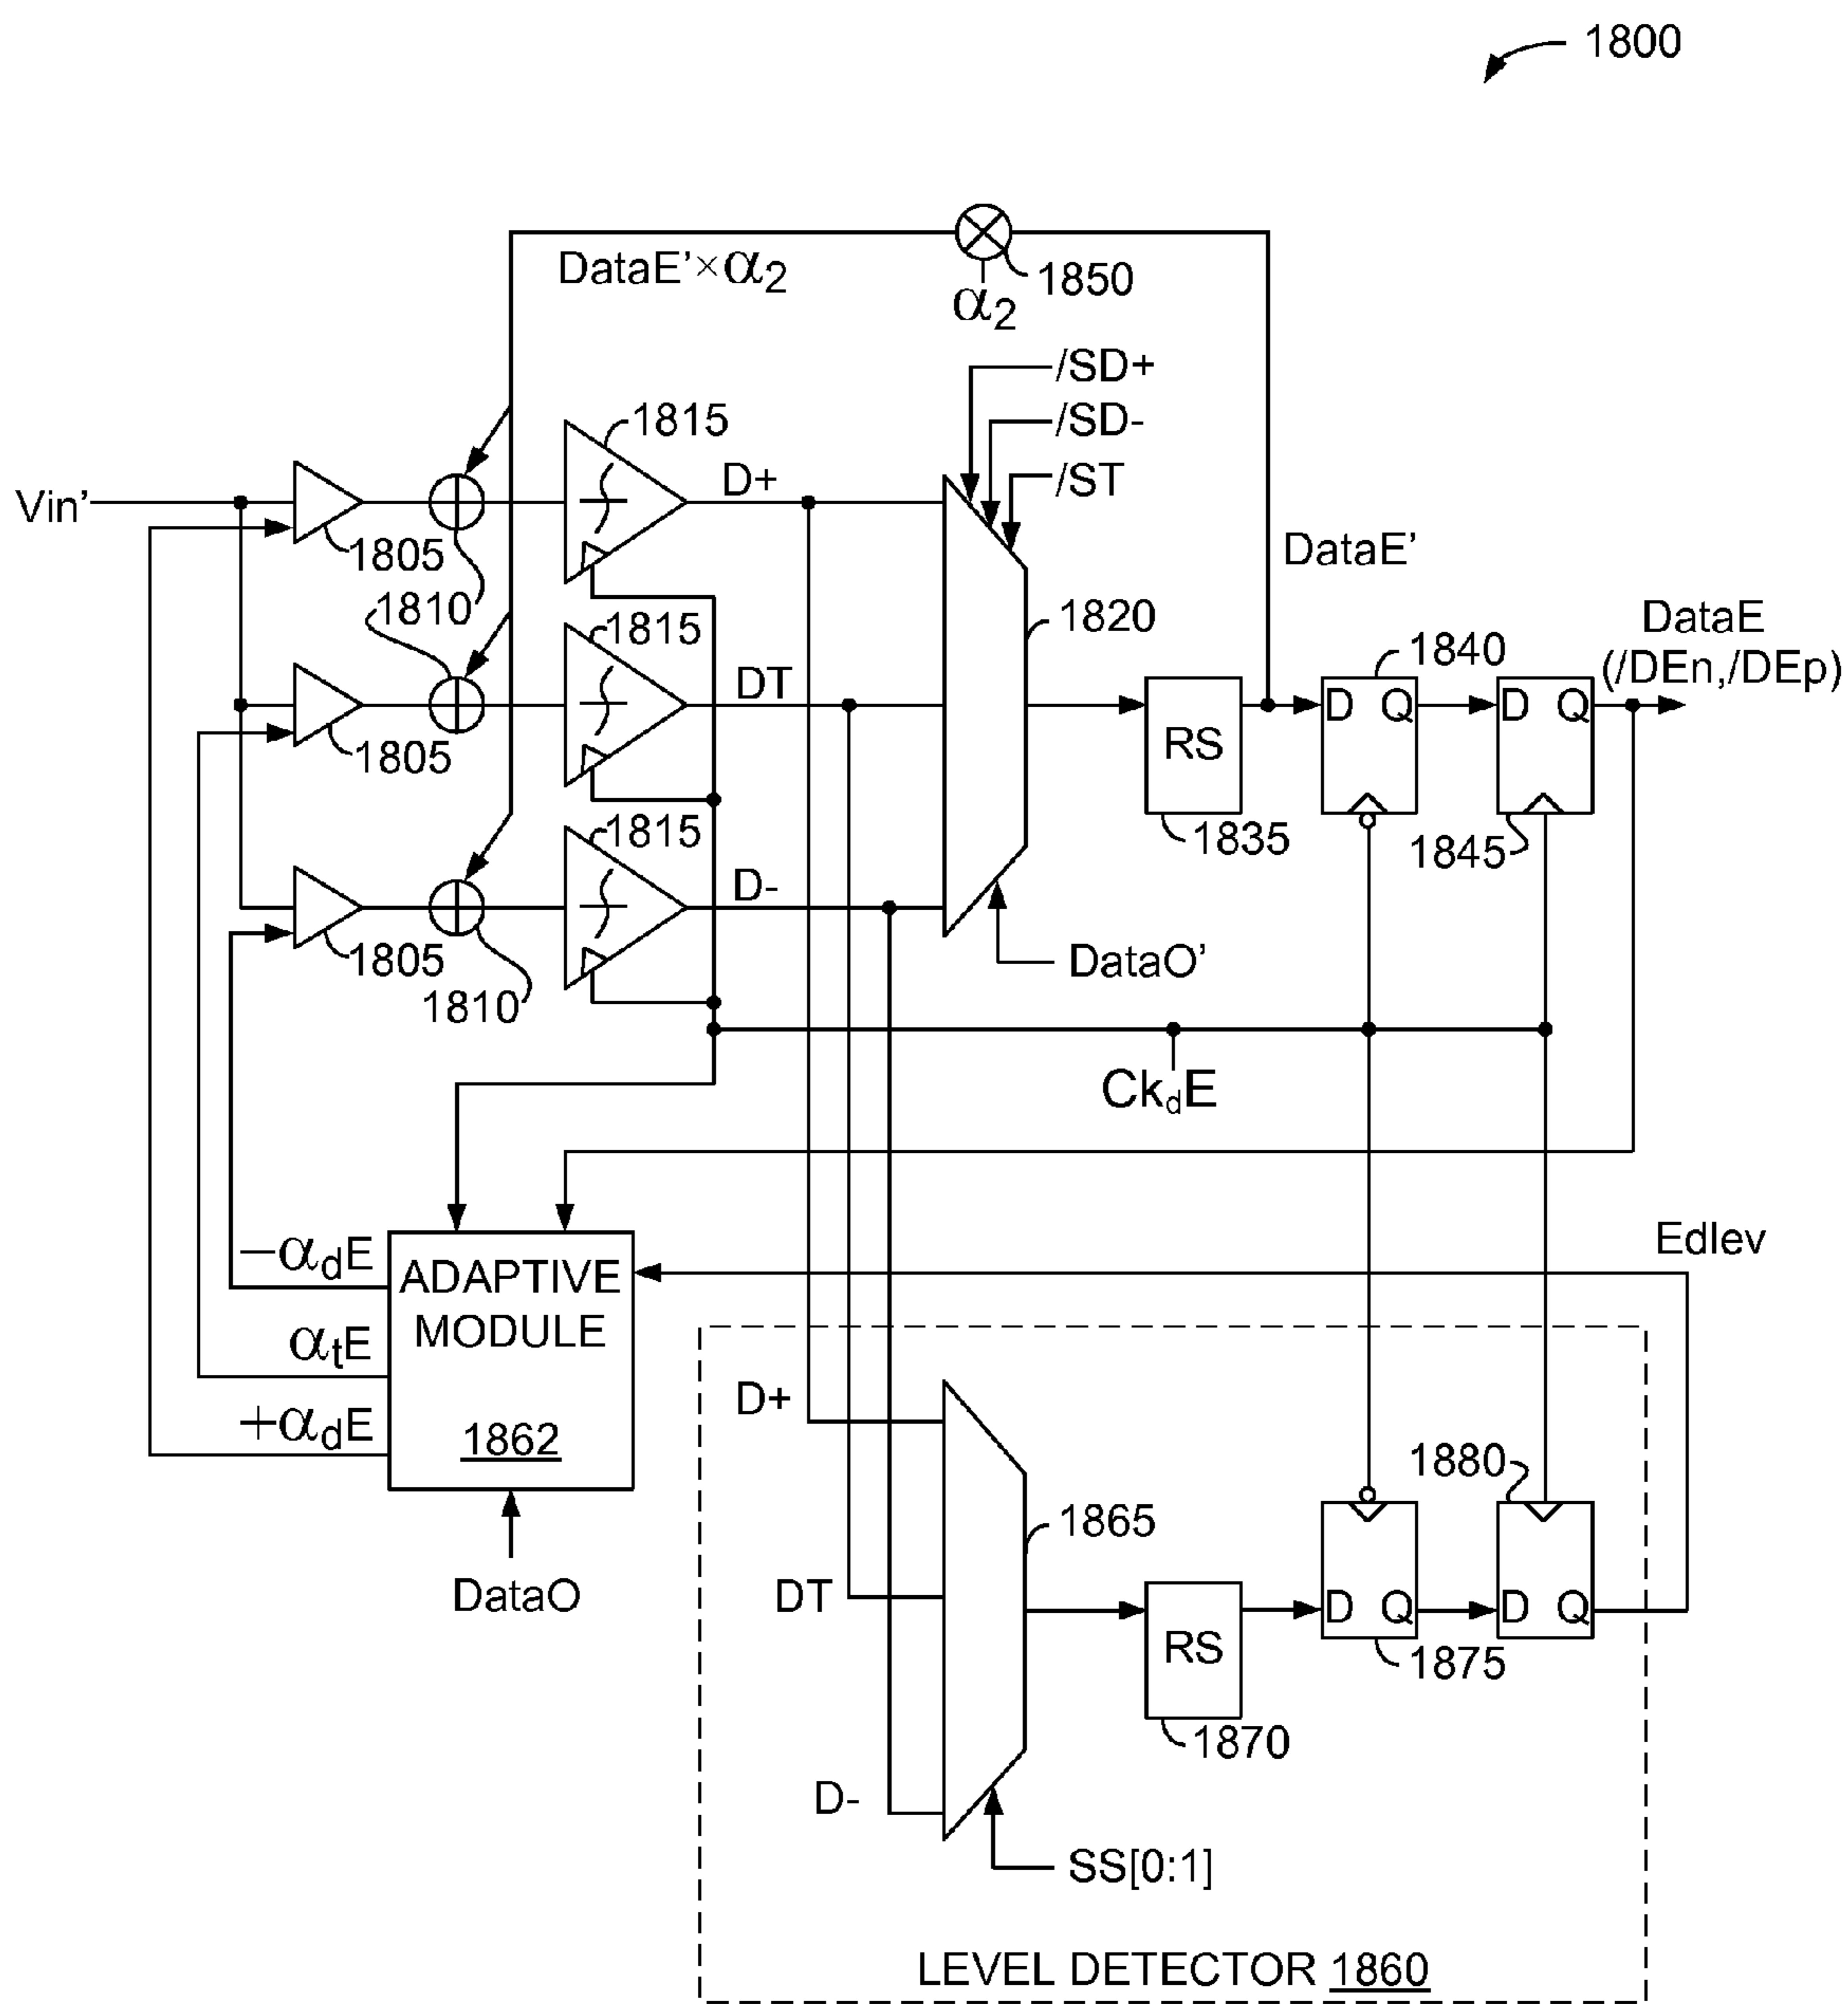 1800
DataE'×α2
1850
α2
/SD+
/SD-
/ST
1815
D+
Vin'
1805
DataE'
1810
1815
1820
DataE
(/DEn,/DEp)
1840
DT
D Q
D Q
RS
1805
1815
1835
1845
D-
1805
DataO'
1810
CkdE
Edlev
−αdE
ADAPTIVE
MODULE
αtE
D+
+αdE
1862
1880
1865
DataO
DT
D Q
D Q
RS
1875
1870
D-
SS[0:1]
LEVEL DETECTOR 1860